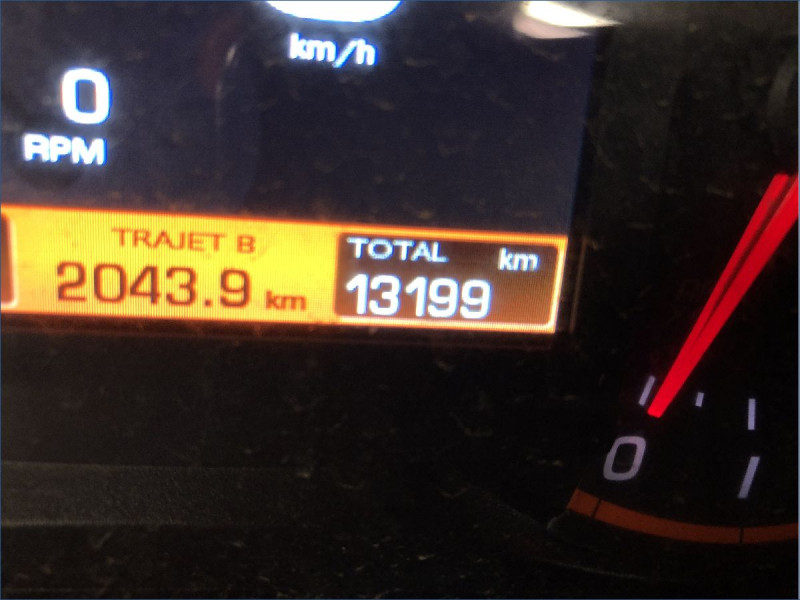 km/h
0
RPM
TRAJET B
2043.9 km
TOTAL km
13199
0